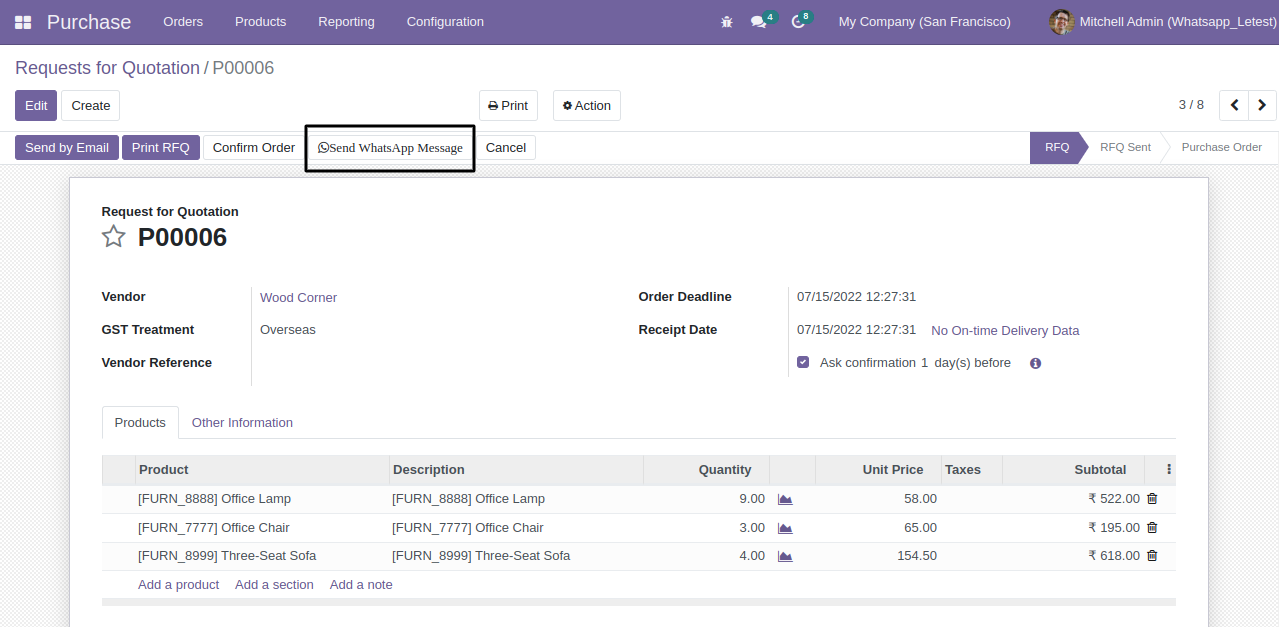 Purchase Orders Products Reporting Configuration 4 8 My Company (San Francisco) Mitchell Admin (Whatsapp_Letest)
Requests for Quotation / P00006
Edit Create Print Action 3 / 8
Send by Email Print RFQ Confirm Order Send WhatsApp Message Cancel RFQ RFQ Sent Purchase Order
Request for Quotation
P00006
Vendor Wood Corner Order Deadline 07/15/2022 12:27:31
GST Treatment Overseas Receipt Date 07/15/2022 12:27:31 No On-time Delivery Data
Vendor Reference Ask confirmation 1 day(s) before
Products Other Information
Product Description Quantity Unit Price Taxes Subtotal
[FURN_8888] Office Lamp [FURN_8888] Office Lamp 9.00 58.00 ₹ 522.00
[FURN_7777] Office Chair [FURN_7777] Office Chair 3.00 65.00 ₹ 195.00
[FURN_8999] Three-Seat Sofa [FURN_8999] Three-Seat Sofa 4.00 154.50 ₹ 618.00
Add a product Add a section Add a note